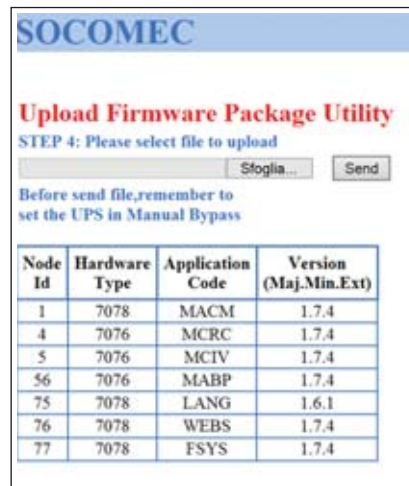 SOCOMEC
Upload Firmware Package Utility
STEP 4: Please select file to upload
Sfoglia... Send
Before send file,remember to
set the UPS in Manual Bypass
Node Id Hardware Type Application Code Version (Maj.Min.Ext)
1 7078 MACM 1.7.4
4 7076 MCRC 1.7.4
5 7076 MCIV 1.7.4
56 7076 MABP 1.7.4
75 7078 LANG 1.6.1
76 7078 WEBS 1.7.4
77 7078 FSYS 1.7.4